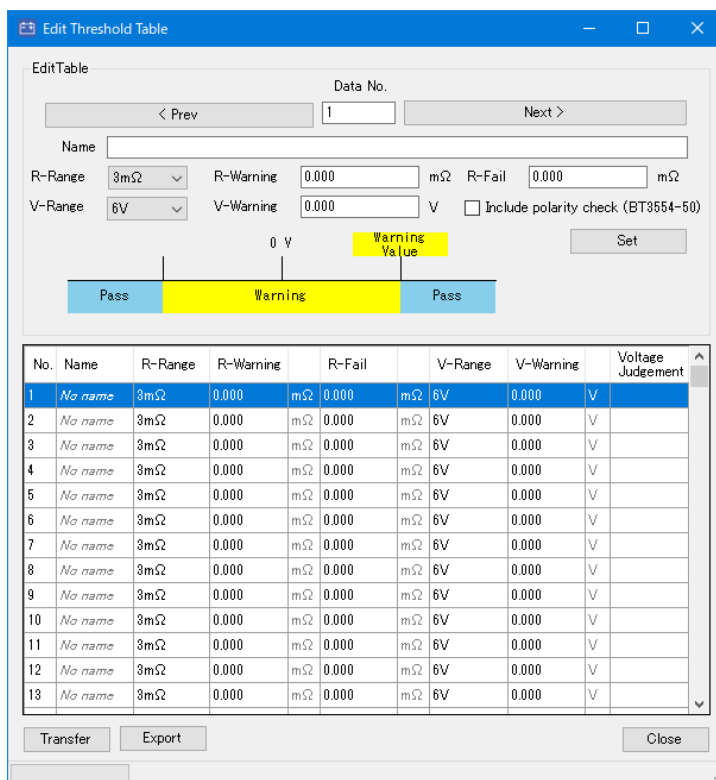 Edit Threshold Table
EditTable
Data No.
< Prev 1 Next >
Name
R-Range 3mΩ R-Warning 0.000 mΩ R-Fail 0.000 mΩ
V-Range 6V V-Warning 0.000 V Include polarity check (BT3554-50)
0 V Warning Value Set
Pass Warning Pass
No. Name R-Range R-Warning R-Fail V-Range V-Warning Voltage Judgement
1 No name 3mΩ 0.000 mΩ 0.000 mΩ 6V 0.000 V
2 No name 3mΩ 0.000 mΩ 0.000 mΩ 6V 0.000 V
3 No name 3mΩ 0.000 mΩ 0.000 mΩ 6V 0.000 V
4 No name 3mΩ 0.000 mΩ 0.000 mΩ 6V 0.000 V
5 No name 3mΩ 0.000 mΩ 0.000 mΩ 6V 0.000 V
6 No name 3mΩ 0.000 mΩ 0.000 mΩ 6V 0.000 V
7 No name 3mΩ 0.000 mΩ 0.000 mΩ 6V 0.000 V
8 No name 3mΩ 0.000 mΩ 0.000 mΩ 6V 0.000 V
9 No name 3mΩ 0.000 mΩ 0.000 mΩ 6V 0.000 V
10 No name 3mΩ 0.000 mΩ 0.000 mΩ 6V 0.000 V
11 No name 3mΩ 0.000 mΩ 0.000 mΩ 6V 0.000 V
12 No name 3mΩ 0.000 mΩ 0.000 mΩ 6V 0.000 V
13 No name 3mΩ 0.000 mΩ 0.000 mΩ 6V 0.000 V
Transfer Export Close